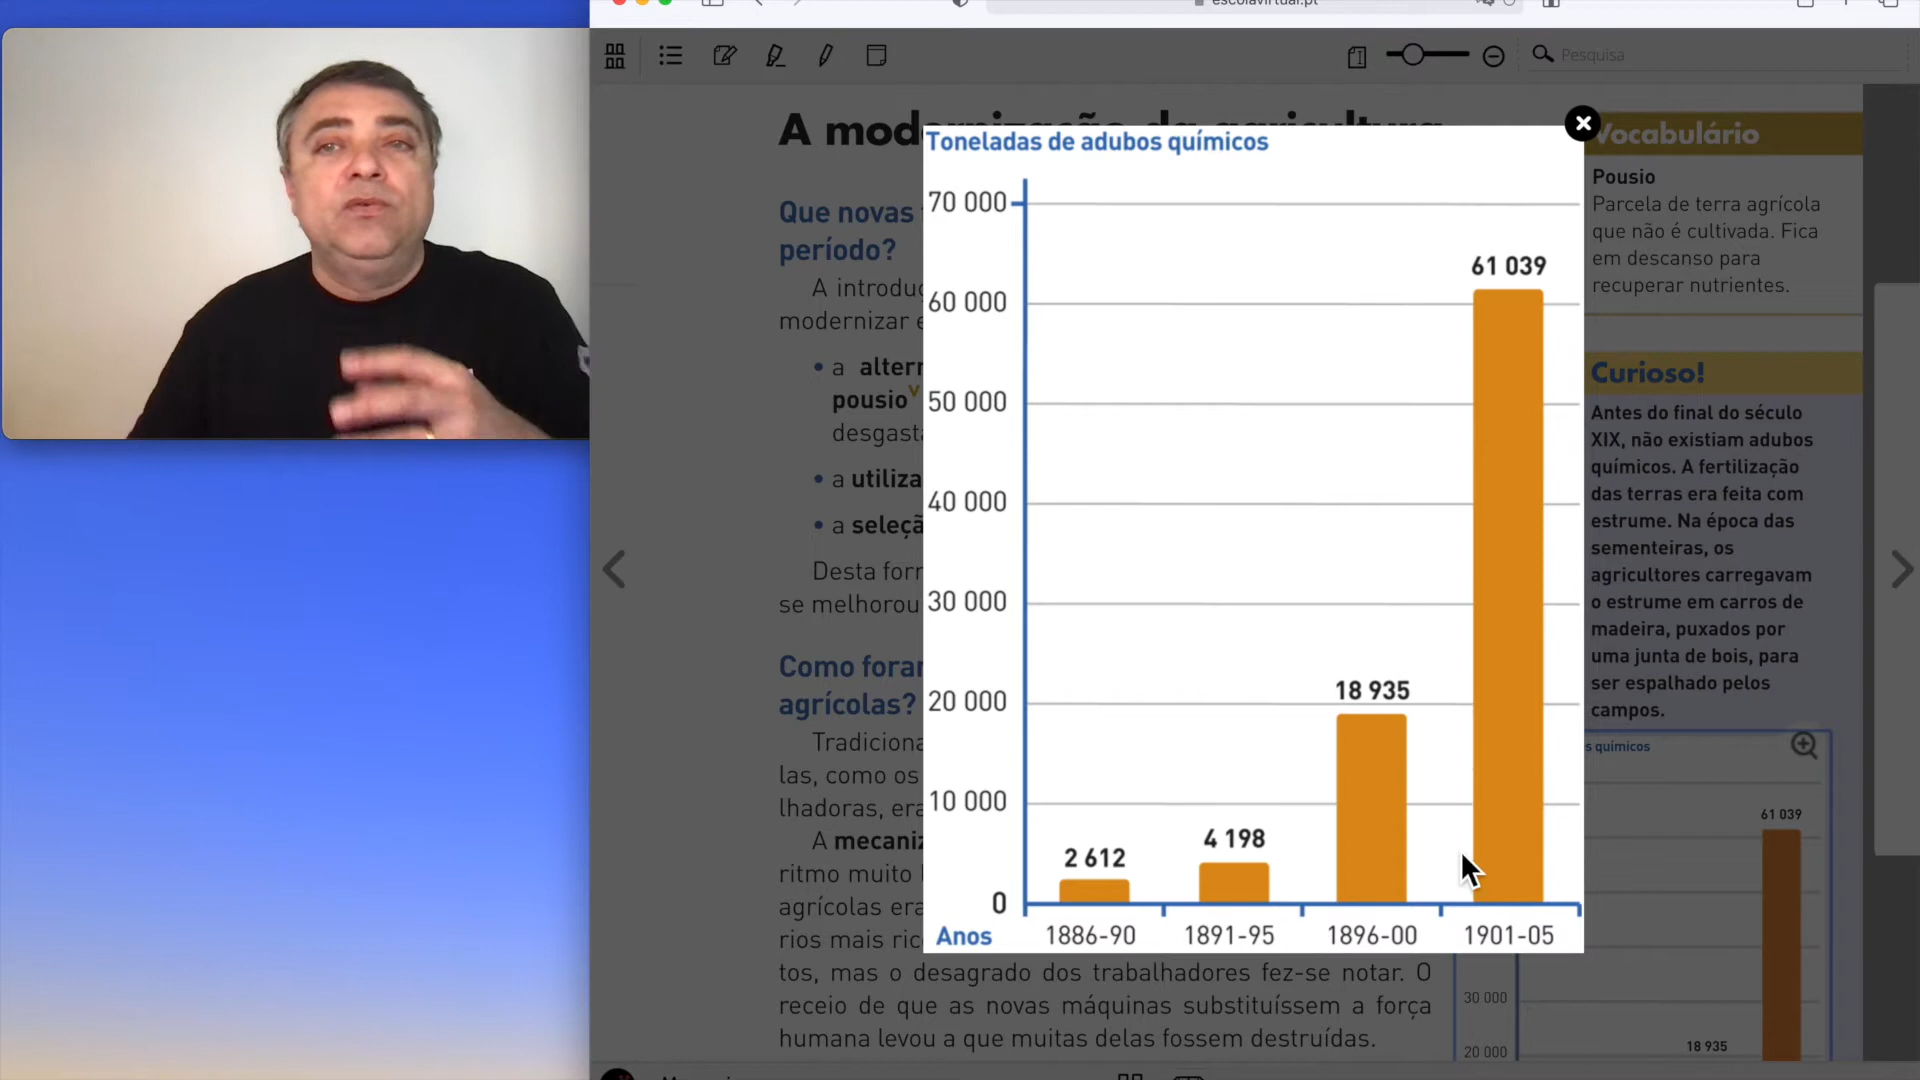 escolavirtual.pt
Pesquisa
A mod
Que novas
período?
A introdu
modernizar e
• a altern
pousioV
desgasta
• a utiliza
• a seleçã
Desta forr
se melhorou
Como forar
agrícolas?
Tradiciona
las, como os
lhadoras, era
A mecaniz
ritmo muito
agrícolas era
rios mais ric
tos, mas o desagrado dos trabalhadores fez-se notar. O
receio de que as novas máquinas substituíssem a força
humana levou a que muitas delas fossem destruídas.
Toneladas de adubos químicos
70 000
60 000
50 000
40 000
30 000
20 000
10 000
0
2 612
4 198
18 935
61 039
Anos 1886-90 1891-95 1896-00 1901-05
Vocabulário
Pousio
Parcela de terra agrícola
que não é cultivada. Fica
em descanso para
recuperar nutrientes.
Curioso!
Antes do final do século
XIX, não existiam adubos
químicos. A fertilização
das terras era feita com
estrume. Na época das
sementeiras, os
agricultores carregavam
o estrume em carros de
madeira, puxados por
uma junta de bois, para
ser espalhado pelos
campos.
s químicos
61 039
30 000
18 935
20 000